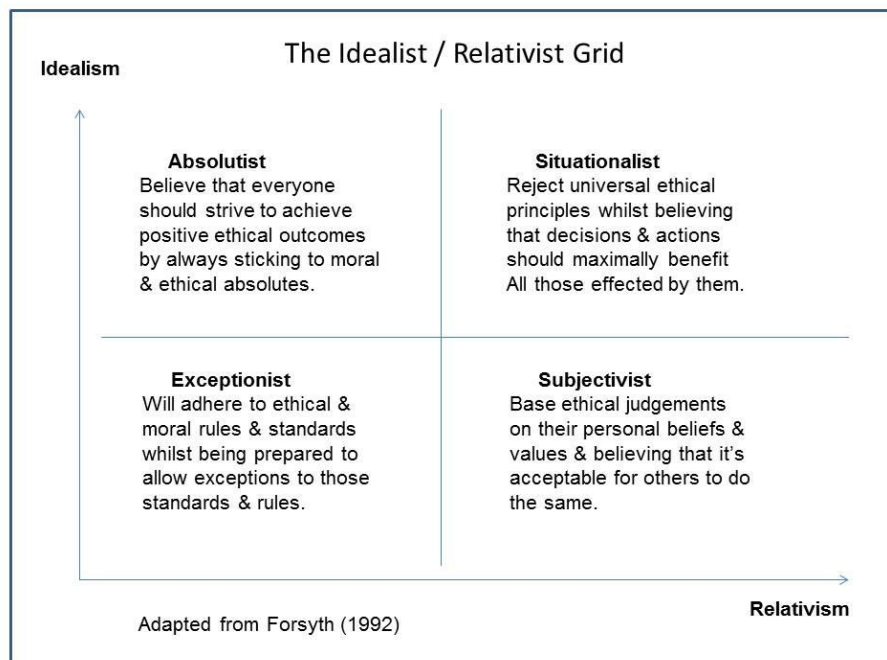 The Idealist / Relativist Grid
Idealism
Absolutist
Believe that everyone
should strive to achieve
positive ethical outcomes
by always sticking to moral
& ethical absolutes.
Situationalist
Reject universal ethical
principles whilst believing
that decisions & actions
should maximally benefit
All those effected by them.
Exceptionist
Will adhere to ethical &
moral rules & standards
whilst being prepared to
allow exceptions to those
standards & rules.
Subjectivist
Base ethical judgements
on their personal beliefs &
values & believing that it's
acceptable for others to do
the same.
Relativism
Adapted from Forsyth (1992)